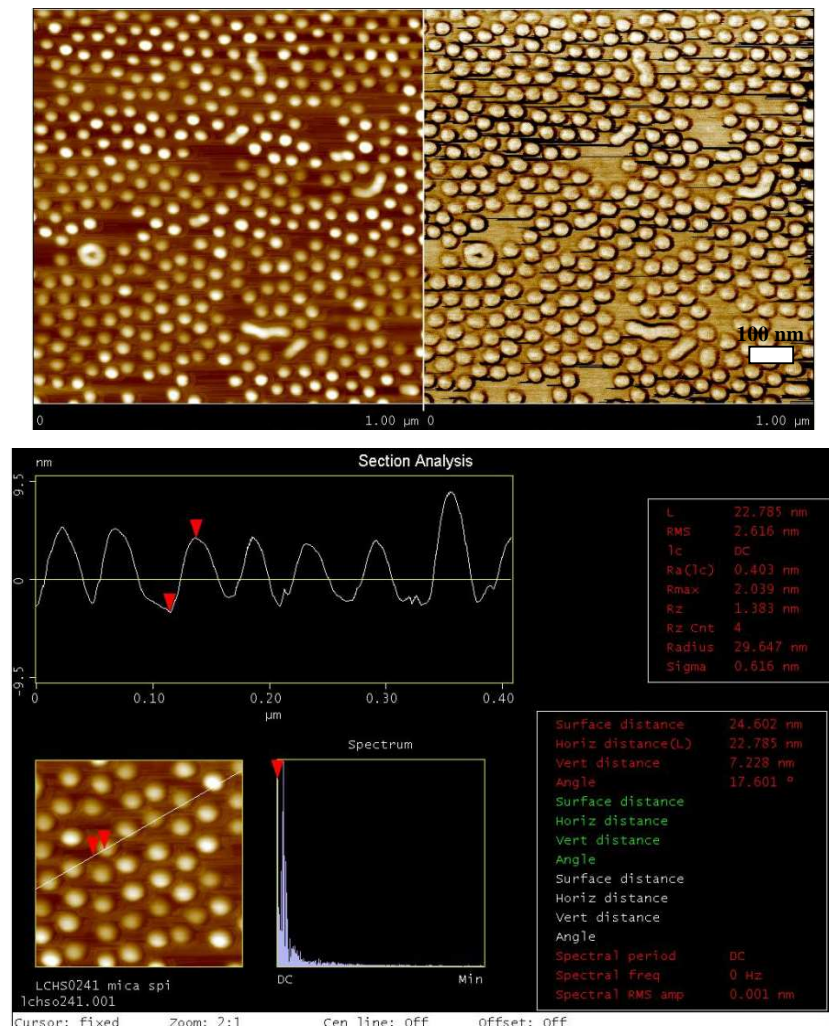 100 nm
0 1.00 µm 0 1.00 µm
Section Analysis
nm
9.5
0
-9.5
0 0.10 0.20 0.30 0.40
µm
L 22.785 nm
RMS 2.616 nm
lc DC
Ra(lc) 0.403 nm
Rmax 2.039 nm
Rz 1.383 nm
Rz Cnt 4
Radius 29.647 nm
Sigma 0.616 nm
Spectrum
DC Min
Surface distance 24.602 nm
Horiz distance(L) 22.785 nm
Vert distance 7.228 nm
Angle 17.601 °
Surface distance
Horiz distance
Vert distance
Angle
Surface distance
Horiz distance
Vert distance
Angle
Spectral period DC
Spectral freq 0 Hz
Spectral RMS amp 0.001 nm
LCHS0241 mica spi
lchso241.001
Cursor: fixed Zoom: 2:1 Cen line: Off Offset: Off